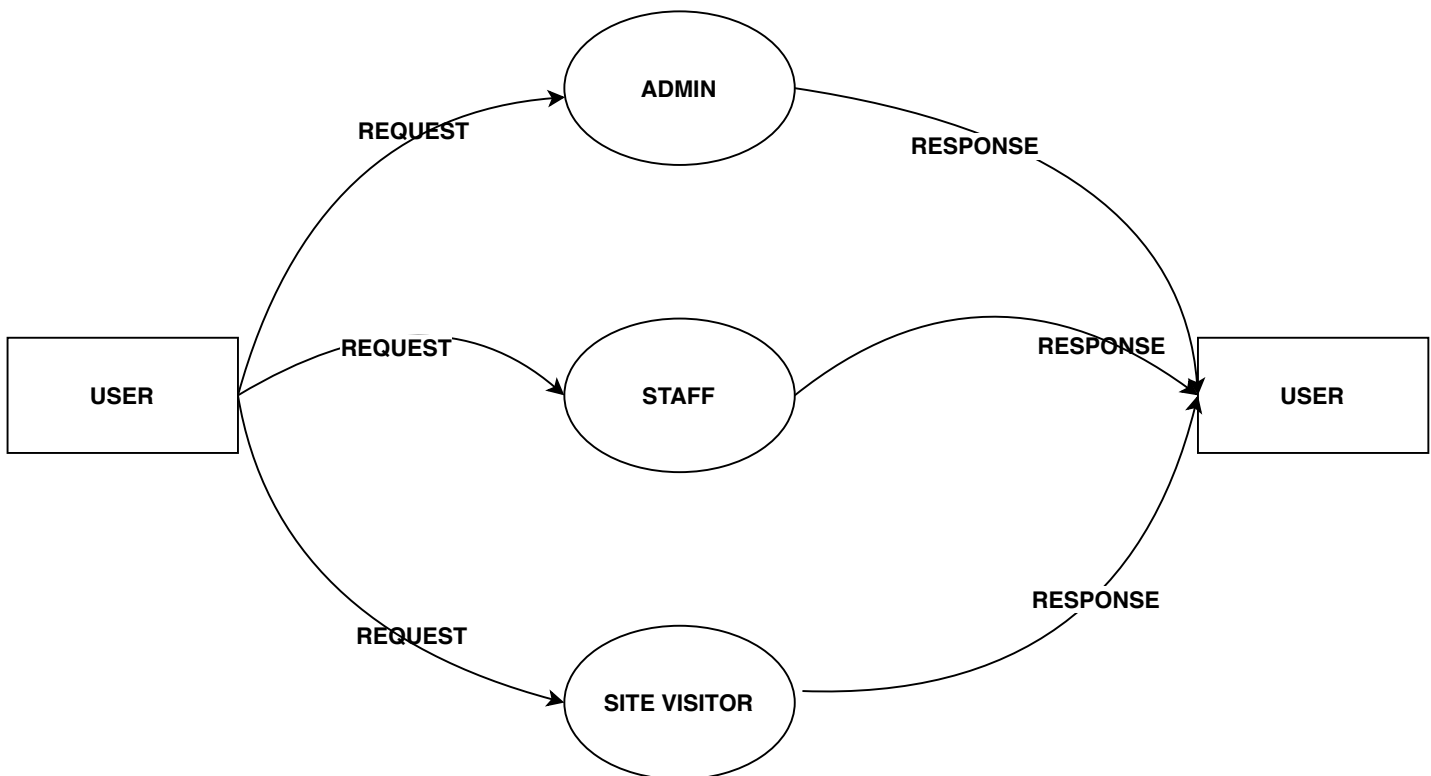 ADMIN
REQUEST
RESPONSE
REQUEST
RESPONSE
USER
STAFF
USER
RESPONSE
REQUEST
SITE VISITOR